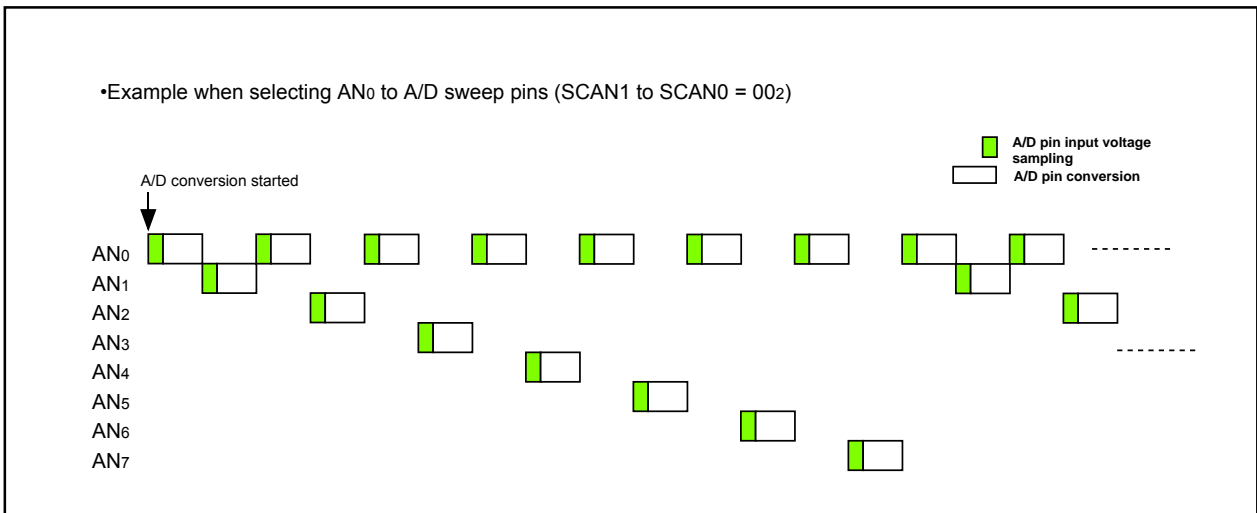 •Example when selecting AN0 to A/D sweep pins (SCAN1 to SCAN0 = 002)
A/D pin input voltage
sampling
A/D pin conversion
A/D conversion started
AN0
AN1
AN2
AN3
AN4
AN5
AN6
AN7